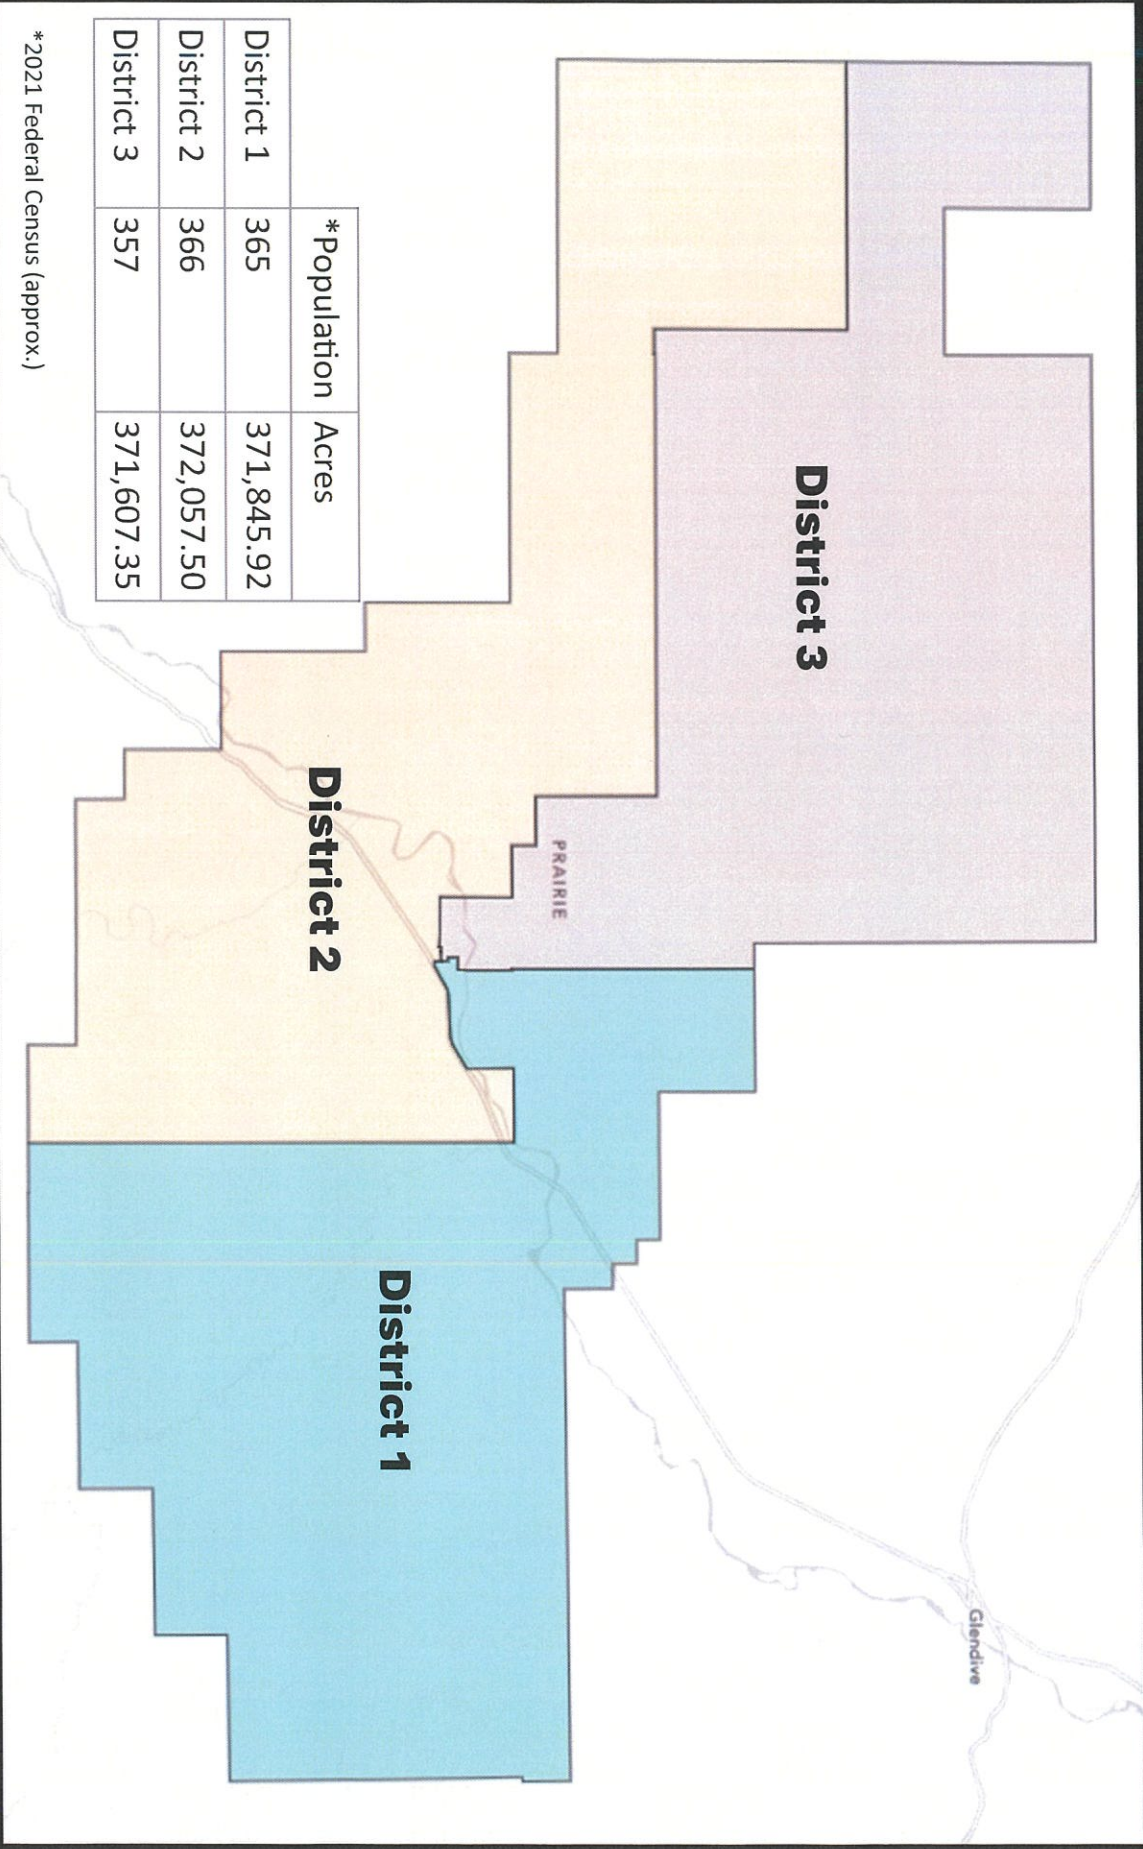 District 3
PRAIRIE
Glendive
District 2
District 1
*Population Acres
District 1 365 371,845.92
District 2 366 372,057.50
District 3 357 371,607.35
*2021 Federal Census (approx.)